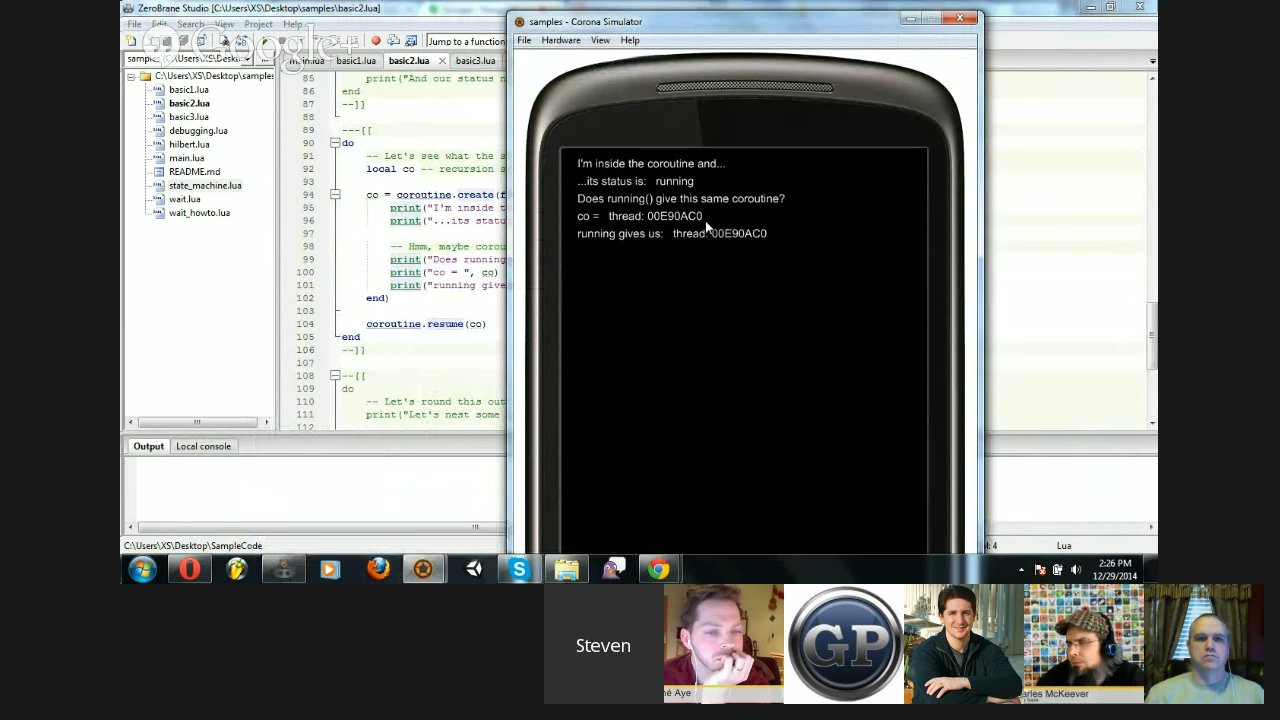 ZeroBrane Studio [C:\Users\XS\Desktop\samples\basic2.lua]
File Edit Search View Project Help
Google+
Jump to a function
samples - Corona Simulator
File Hardware View Help
main.lua basic1.lua basic2.lua basic3.lua
C:\Users\XS\Desktop\samples
basic1.lua
basic2.lua
basic3.lua
debugging.lua
hilbert.lua
main.lua
README.md
state_machine.lua
wait.lua
wait_howto.lua
85 print("And our status n
86 end
87 --]]
88
89 ---[[
90 do
91 -- Let's see what the s
92 local co -- recursion s
93
94 co = coroutine.create(f
95 print("I'm inside t
96 print("...its statu
97
98 -- Hmm, maybe corou
99 print("Does running
100 print("co = ", co)
101 print("running give
102 end)
103
104 coroutine.resume(co)
105 end
106 --]]
107
108 --[[
109 do
110 -- Let's round this out
111 print("Let's nest some
112
I'm inside the coroutine and...
...its status is: running
Does running() give this same coroutine?
co = thread: 00E90AC0
running gives us: thread: 00E90AC0
Output Local console
C:\Users\XS\Desktop\SampleCode
Lua
2:26 PM
12/29/2014
Steven
né Aye
GP
arles McKeever